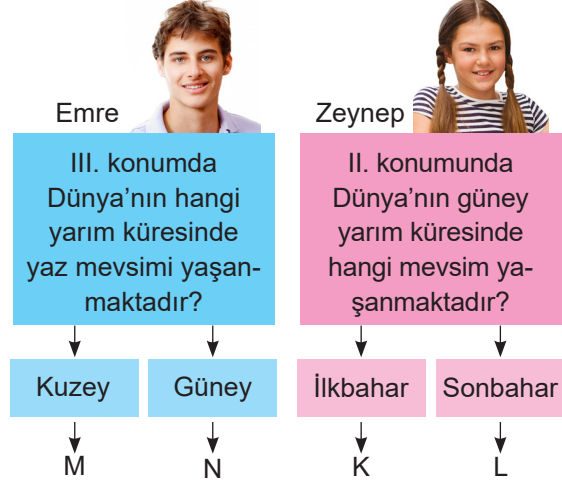 Emre
Zeynep
III. konumda
Dünya’nın hangi
yarım küresinde
yaz mevsimi yaşan-
maktadır?
II. konumunda
Dünya’nın güney
yarım küresinde
hangi mevsim ya-
şanmaktadır?
Kuzey
Güney
İlkbahar
Sonbahar
M
N
K
L